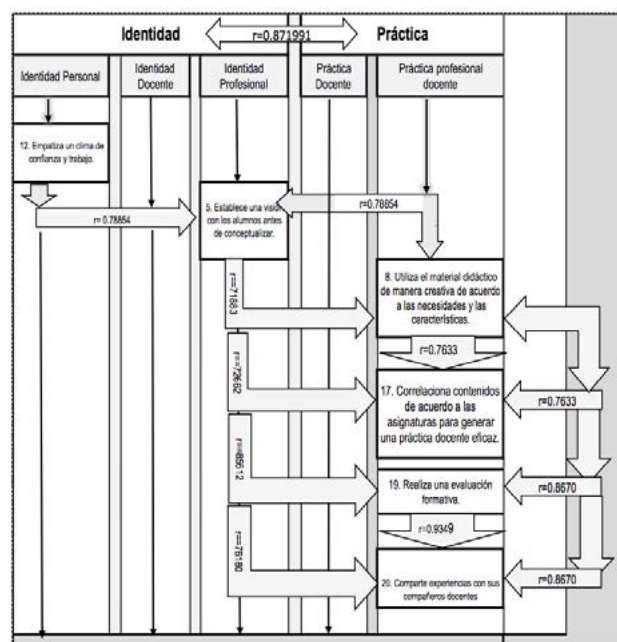 Identidad
r=0.871991
Práctica
Identidad Personal
Identidad
Docente
Identidad
Profesional
Práctica
Docente
Práctica profesional
docente
12. Empatiza un clima de
confianza y trabajo.
r= 0.78854
5. Establece una visión
con los alumnos antes
de conceptualizar.
r=0.78854
8. Utiliza el material didáctico
de manera creativa de acuerdo
a las necesidades y las
características.
r=.71883
r=0.7633
r=.72662
17. Correlaciona contenidos
de acuerdo a las
asignaturas para generar
una práctica docente eficaz.
r=0.7633
r=.85612
19. Realiza una evaluación
formativa.
r=0.8670
r=0.9349
r=.75180
20. Comparte experiencias con sus
compañeros docentes
r=0.8670